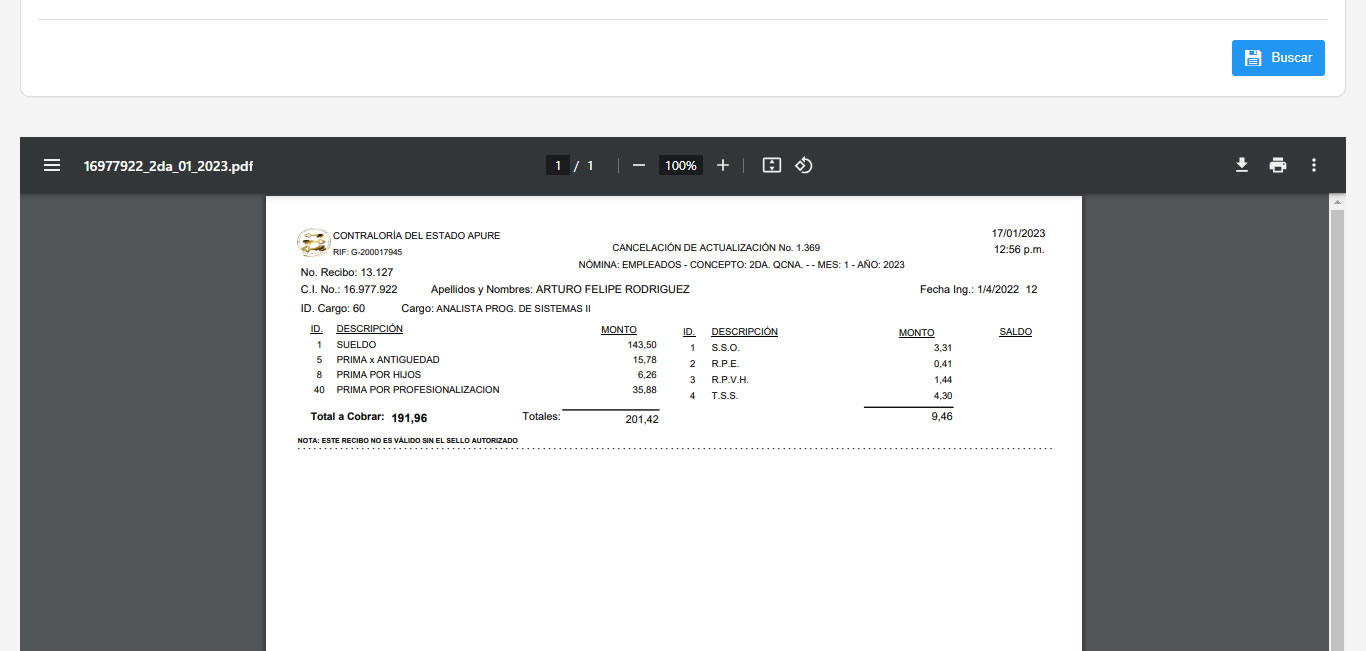 Buscar
16977922_2da_01_2023.pdf 1 / 1 100%
CONTRALORÍA DEL ESTADO APURE
RIF: G-200017945
17/01/2023
12:56 p.m.
CANCELACIÓN DE ACTUALIZACIÓN No. 1.369
NÓMINA: EMPLEADOS - CONCEPTO: 2DA. QCNA. - - MES: 1 - AÑO: 2023
No. Recibo: 13.127
C.I. No.: 16.977.922 Apellidos y Nombres: ARTURO FELIPE RODRIGUEZ Fecha Ing.: 1/4/2022 12
ID. Cargo: 60 Cargo: ANALISTA PROG. DE SISTEMAS II
ID. DESCRIPCIÓN MONTO ID. DESCRIPCIÓN MONTO SALDO
1 SUELDO 143,50 1 S.S.O. 3,31
5 PRIMA x ANTIGUEDAD 15,78 2 R.P.E. 0,41
8 PRIMA POR HIJOS 6,26 3 R.P.V.H. 1,44
40 PRIMA POR PROFESIONALIZACION 35,88 4 T.S.S. 4,30
Total a Cobrar: 191,96 Totales: 201,42 9,46
NOTA: ESTE RECIBO NO ES VÁLIDO SIN EL SELLO AUTORIZADO